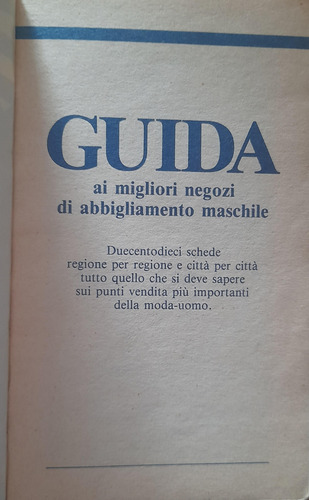 GUIDA
ai migliori negozi
di abbigliamento maschile
Duecentodieci schede
regione per regione e città per città
tutto quello che si deve sapere
sui punti vendita più importanti
della moda-uomo.